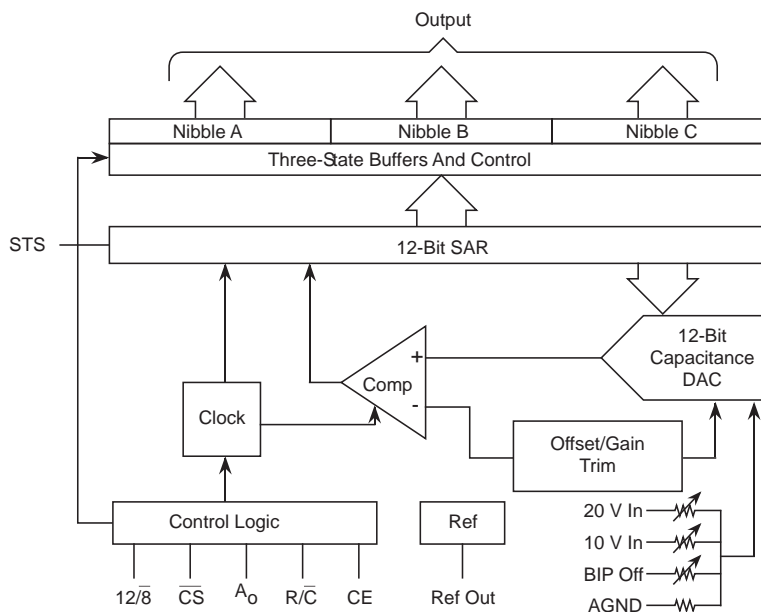 Output
Nibble A
Nibble B
Nibble C
Three-State Buffers And Control
STS
12-Bit SAR
12-Bit
Capacitance
DAC
+
Comp
-
Clock
Offset/Gain
Trim
Control Logic
Ref
20 V In
10 V In
BIP Off
AGND
12/8̅
C̅S̅
Ao
R/C̅
CE
Ref Out